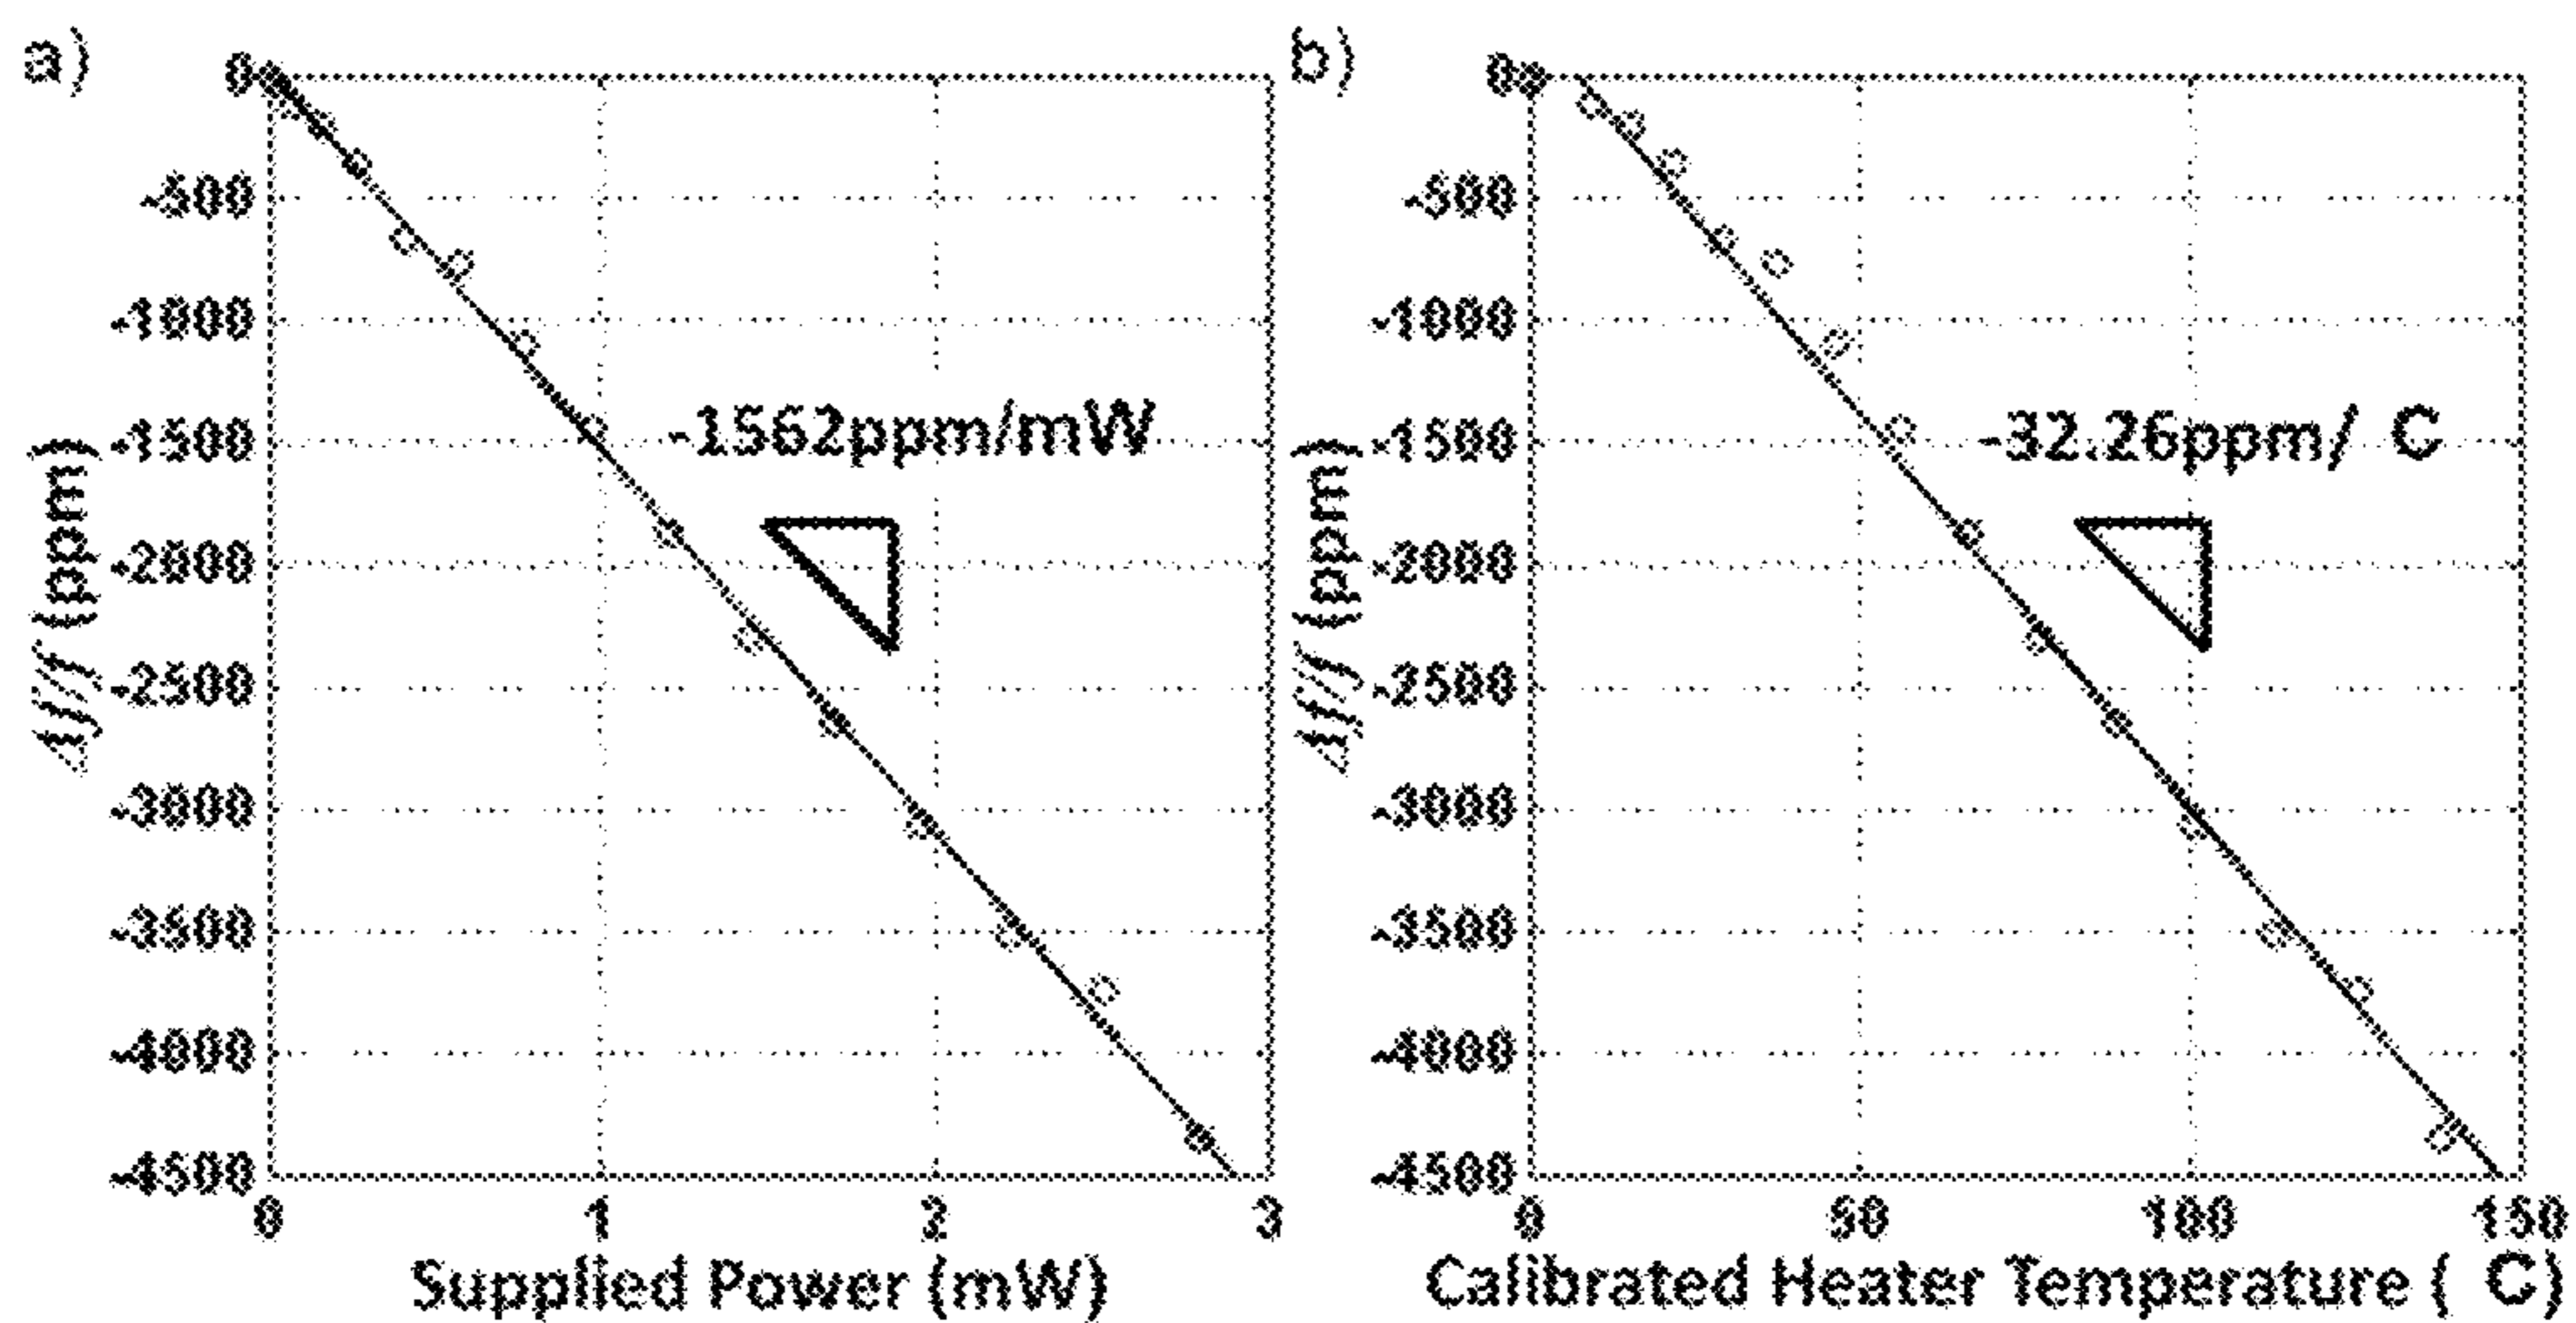 a)
0
-500
-1000
-1500
-2000
-2500
-3000
-3500
-4000
-4500
Δf/f (ppm)
-1562ppm/mW
0 1 2 3
Supplied Power (mW)
b)
0
-500
-1000
-1500
-2000
-2500
-3000
-3500
-4000
-4500
Δf/f (ppm)
-32.26ppm/ C
0 50 100 150
Calibrated Heater Temperature ( C)